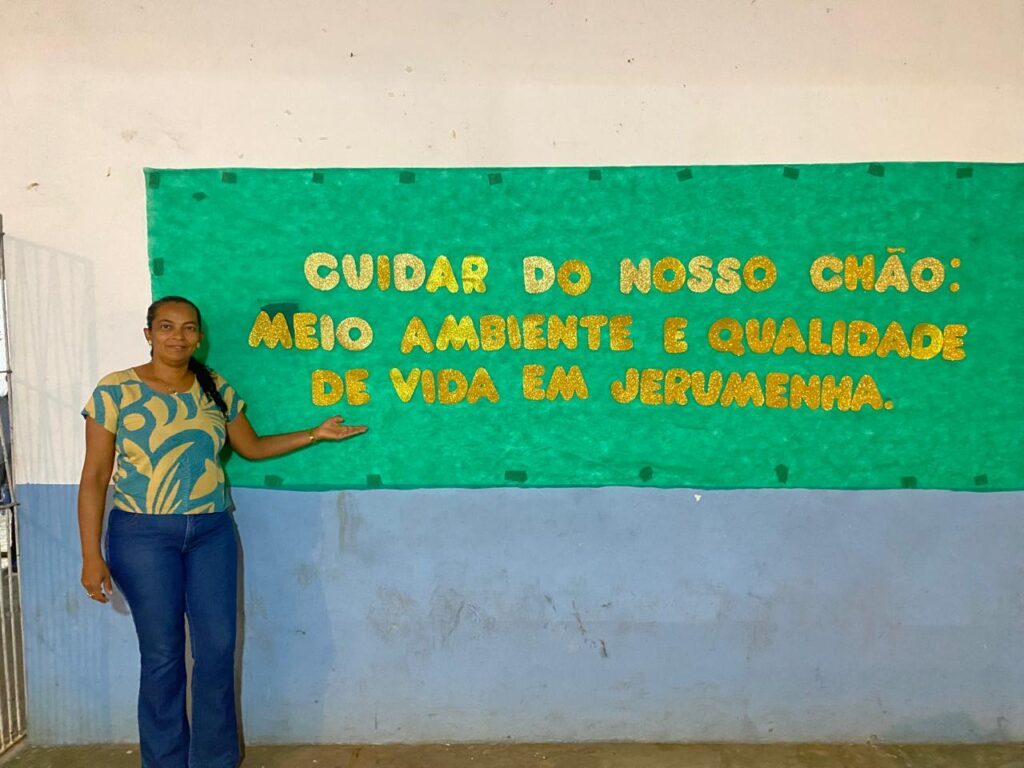 CUIDAR DO NOSSO CHÃO:
MEIO AMBIENTE E QUALIDADE
DE VIDA EM JERUMENHA.